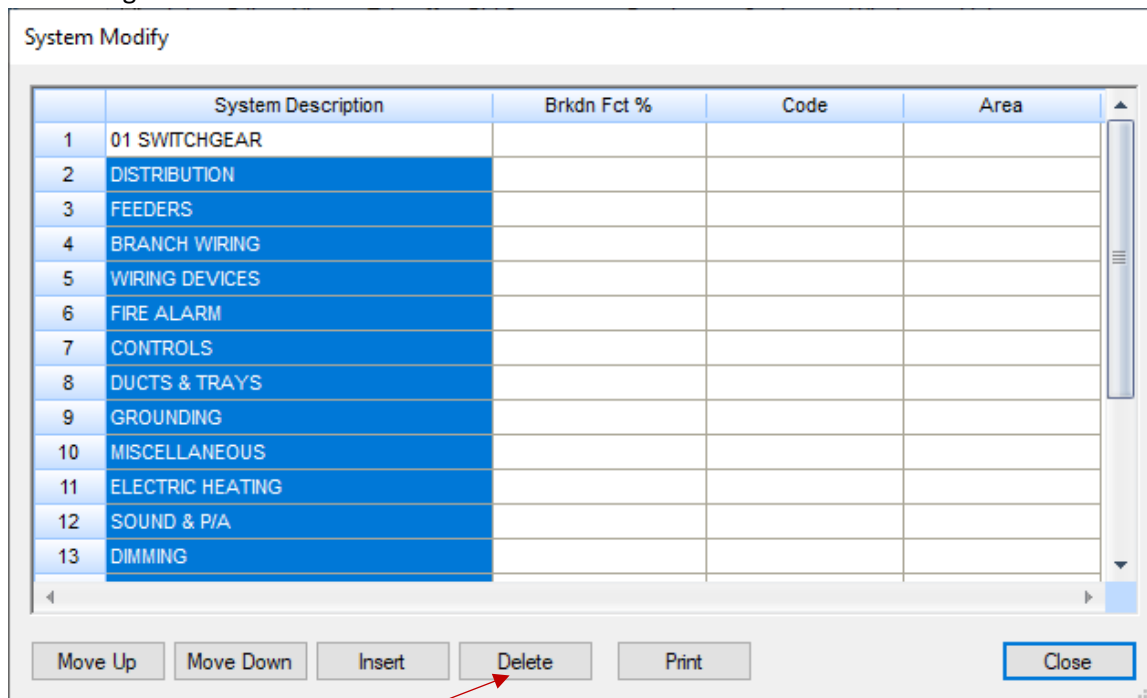 System Modify
System Description Brkdn Fct % Code Area
1 01 SWITCHGEAR
2 DISTRIBUTION
3 FEEDERS
4 BRANCH WIRING
5 WIRING DEVICES
6 FIRE ALARM
7 CONTROLS
8 DUCTS & TRAYS
9 GROUNDING
10 MISCELLANEOUS
11 ELECTRIC HEATING
12 SOUND & P/A
13 DIMMING
Move Up Move Down Insert Delete Print Close